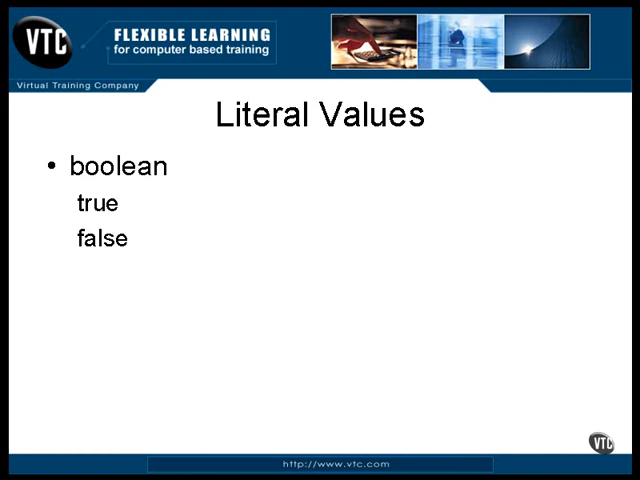 VTC
FLEXIBLE LEARNING
for computer based training
Virtual Training Company
Literal Values
• boolean
true
false
VTC
http://www.vtc.com